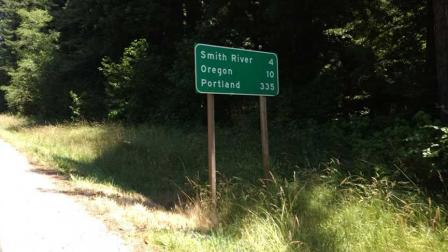 Smith River 4
Oregon 10
Portland 335